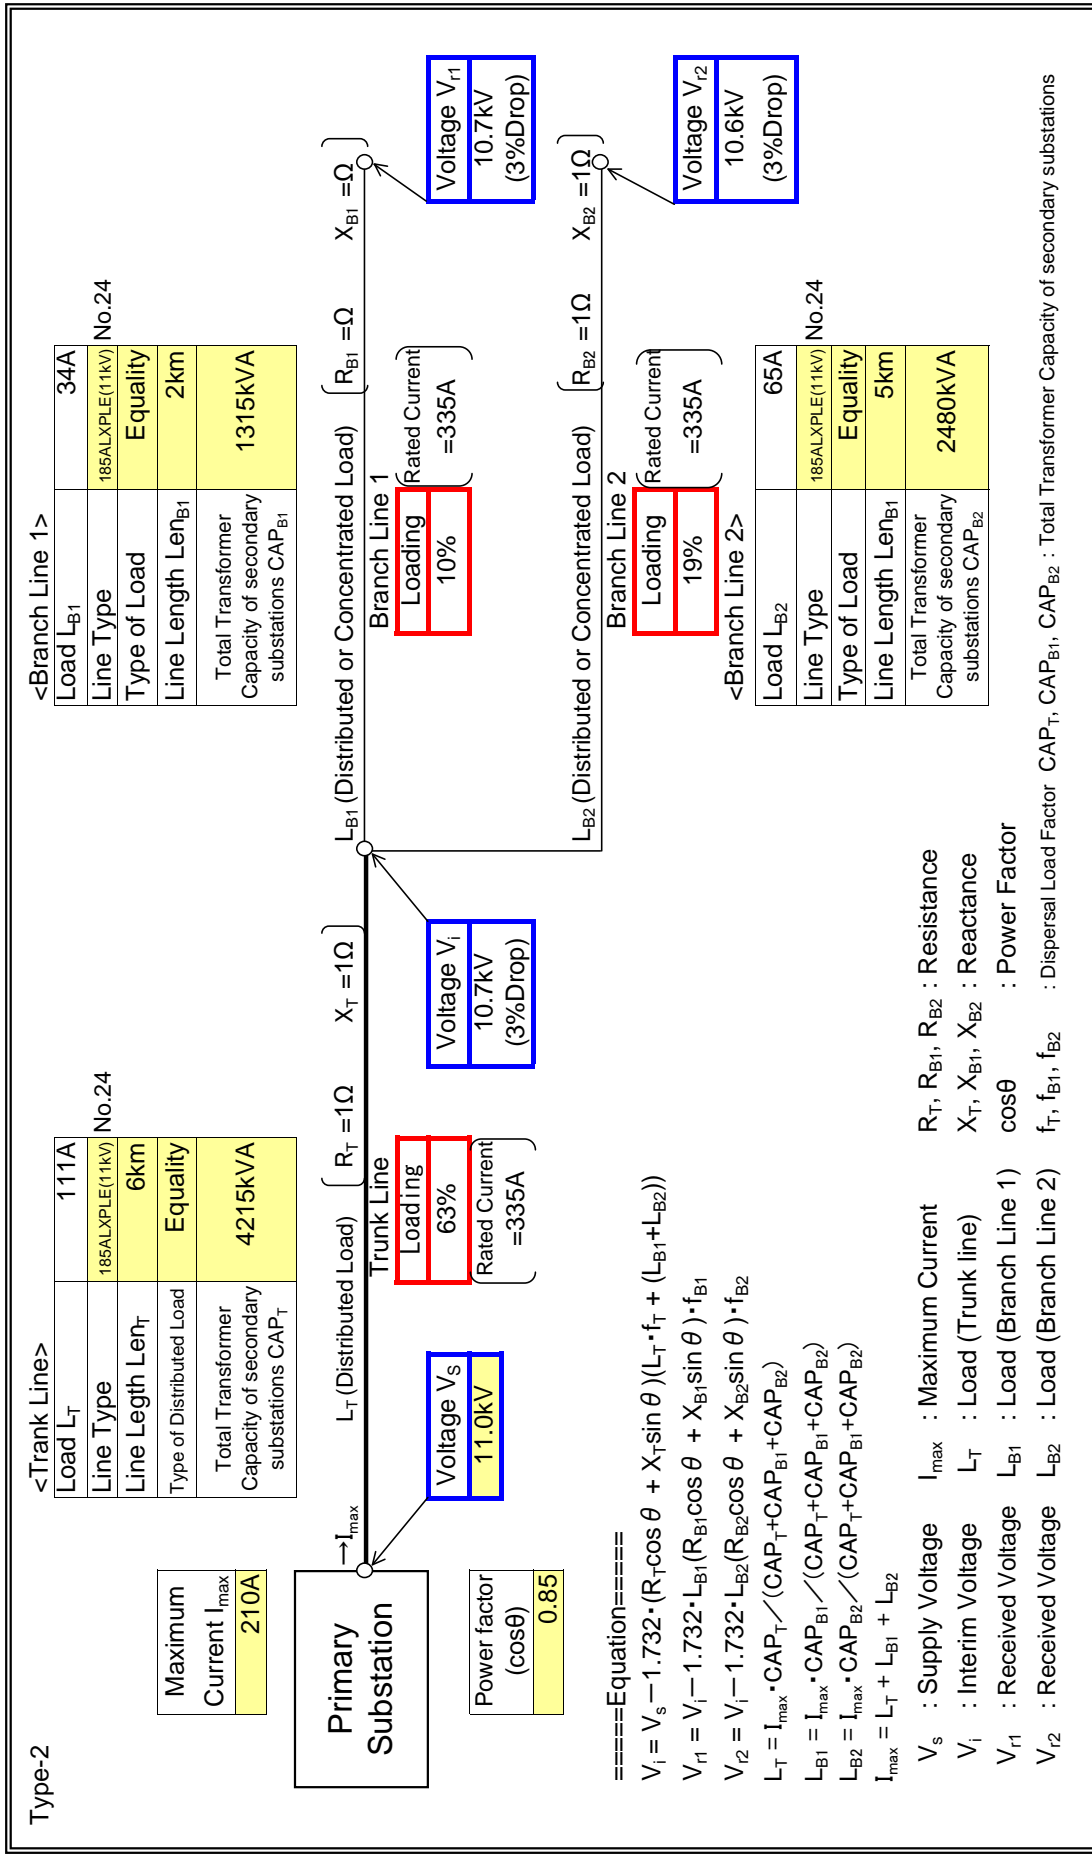 Type-2
Maximum
Current Imax
210A
Primary
Substation
Power factor
(cosθ)
0.85
→Imax
Voltage VS
11.0kV
<Trank Line>
Load LT 111A
Line Type 185ALXPLE(11kV) No.24
Line Legth LenT 6km
Type of Distributed Load Equality
Total Transformer
Capacity of secondary
substations CAPT
4215kVA
LT (Distributed Load)
RT =1Ω XT =1Ω
Trunk Line
Loading
63%
Rated Current
=335A
Voltage Vi
10.7kV
(3%Drop)
<Branch Line 1>
Load LB1 34A
Line Type 185ALXPLE(11kV) No.24
Type of Load Equality
Line Length LenB1 2km
Total Transformer
Capacity of secondary
substations CAPB1
1315kVA
LB1 (Distributed or Concentrated Load)
RB1 =Ω XB1 =Ω
Branch Line 1
Loading
10%
Rated Current
=335A
Voltage Vr1
10.7kV
(3%Drop)
LB2 (Distributed or Concentrated Load)
RB2 =1Ω XB2 =1Ω
Branch Line 2
Loading
19%
Rated Current
=335A
Voltage Vr2
10.6kV
(3%Drop)
<Branch Line 2>
Load LB2 65A
Line Type 185ALXPLE(11kV) No.24
Type of Load Equality
Line Length LenB1 5km
Total Transformer
Capacity of secondary
substations CAPB2
2480kVA
=====Equation=====
Vi = Vs－1.732･(RTcosθ + XTsinθ)(LT･fT + (LB1+LB2))
Vr1 = Vi－1.732･LB1(RB1cosθ + XB1sinθ)･fB1
Vr2 = Vi－1.732･LB2(RB2cosθ + XB2sinθ)･fB2
LT = Imax･CAPT／(CAPT+CAPB1+CAPB2)
LB1 = Imax･CAPB1／(CAPT+CAPB1+CAPB2)
LB2 = Imax･CAPB2／(CAPT+CAPB1+CAPB2)
Imax = LT + LB1 + LB2
Vs : Supply Voltage Imax : Maximum Current RT, RB1, RB2 : Resistance
Vi : Interim Voltage LT : Load (Trunk line) XT, XB1, XB2 : Reactance
Vr1 : Received Voltage LB1 : Load (Branch Line 1) cosθ : Power Factor
Vr2 : Received Voltage LB2 : Load (Branch Line 2) fT, fB1, fB2 : Dispersal Load Factor CAPT, CAPB1, CAPB2 : Total Transformer Capacity of secondary substations